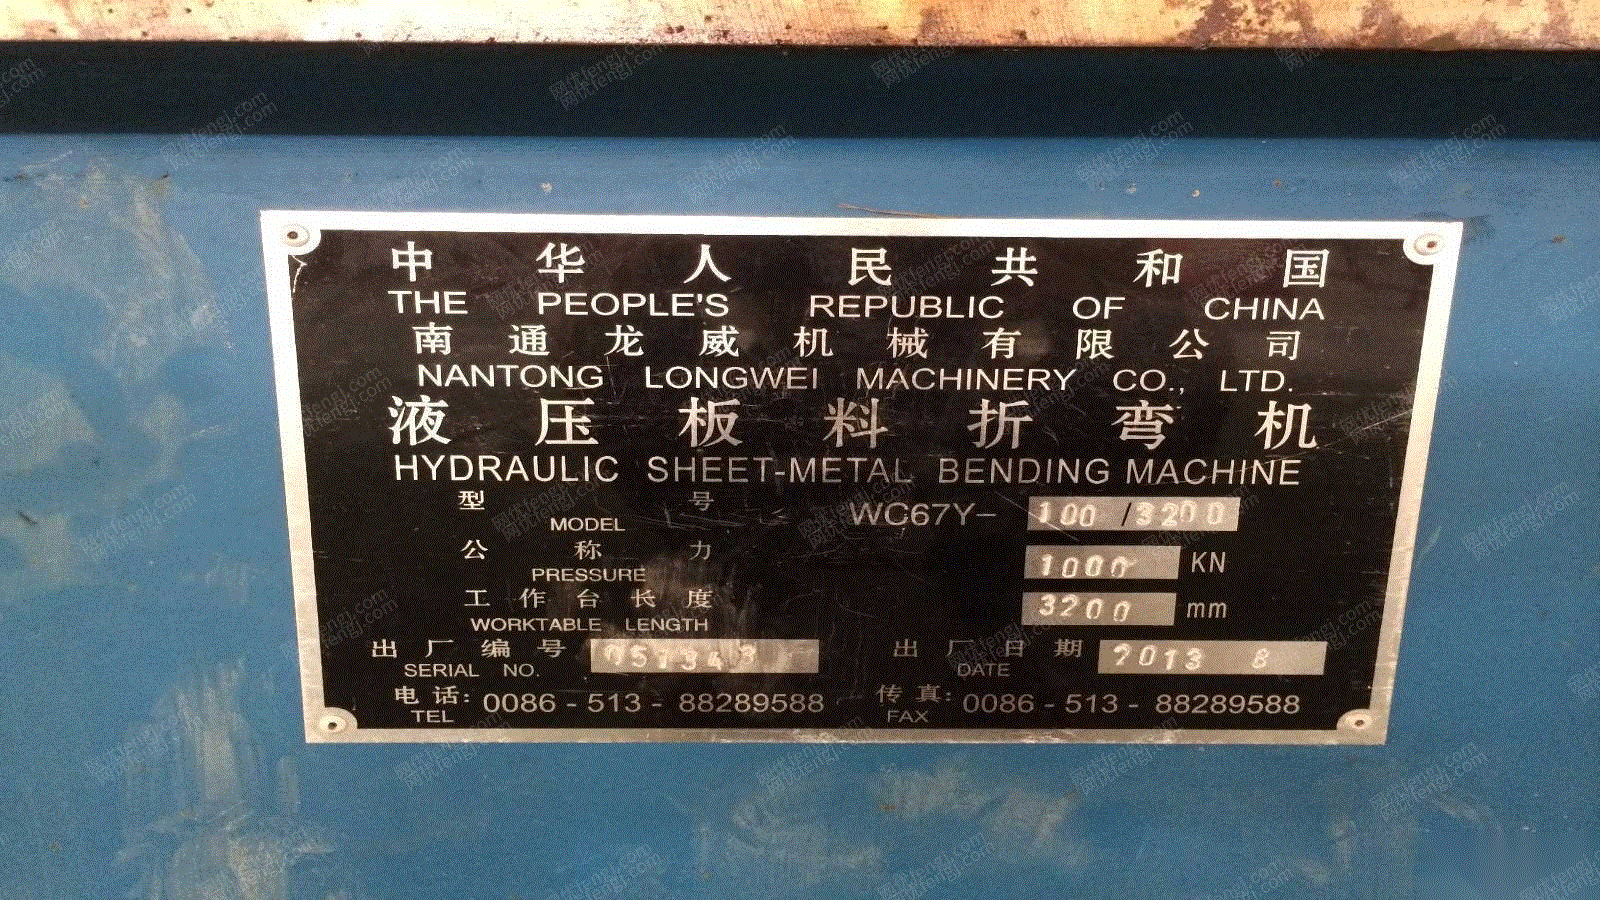 中华人民共和国
THE PEOPLE'S REPUBLIC OF CHINA
南通龙威机械有限公司
NANTONG LONGWEI MACHINERY CO., LTD.
液压板料折弯机
HYDRAULIC SHEET-METAL BENDING MACHINE
型号 WC67Y- 100 /3200
MODEL
公称力 1000 KN
PRESSURE
工作台长度 3200 mm
WORKTABLE LENGTH
出厂编号 出厂日期 2013 8
SERIAL NO. DATE
电话: 0086-513-88289588 传真: 0086-513-88289588
TEL FAX